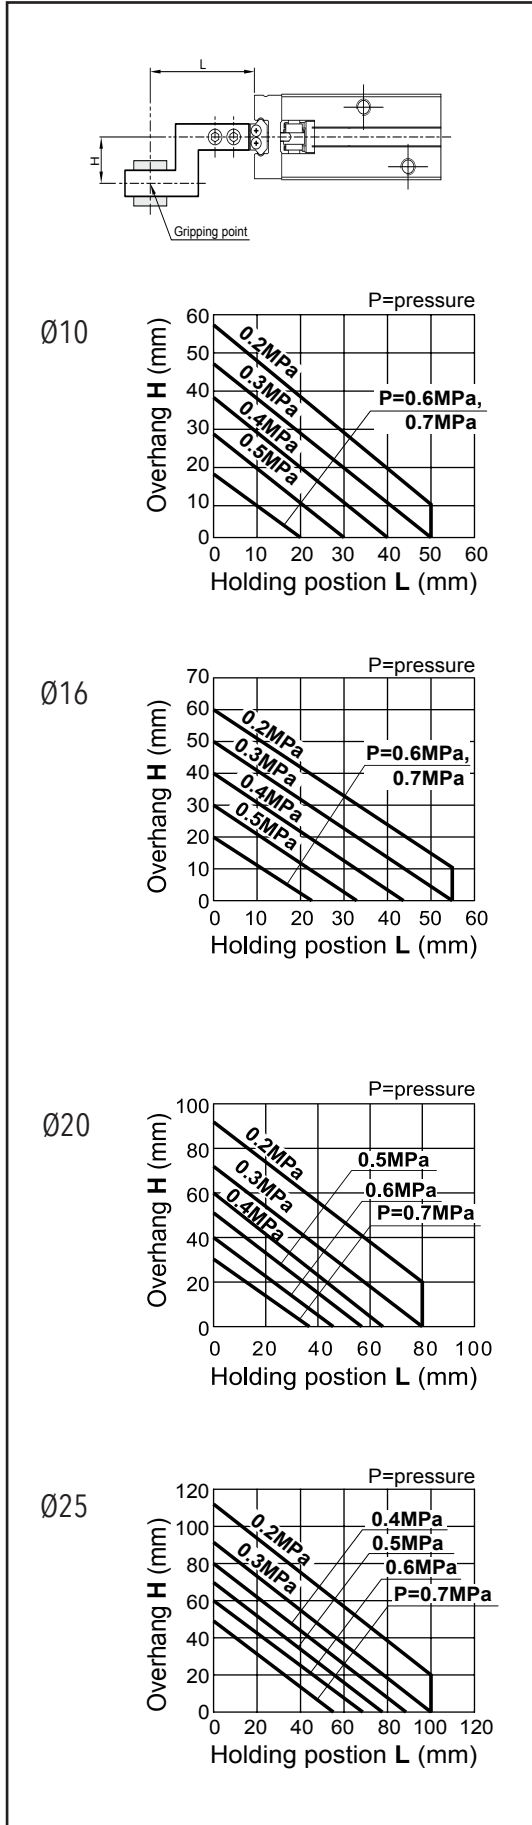 L
H
Gripping point
Ø10
P=pressure
Overhang H (mm)
60
50
40
30
20
10
0
0.2MPa
0.3MPa
0.4MPa
0.5MPa
P=0.6MPa,
0.7MPa
0 10 20 30 40 50 60
Holding postion L (mm)
Ø16
P=pressure
Overhang H (mm)
70
60
50
40
30
20
10
0
0.2MPa
0.3MPa
0.4MPa
0.5MPa
P=0.6MPa,
0.7MPa
0 10 20 30 40 50 60
Holding postion L (mm)
Ø20
P=pressure
Overhang H (mm)
100
80
60
40
20
0
0.2MPa
0.3MPa
0.4MPa
0.5MPa
0.6MPa
P=0.7MPa
0 20 40 60 80 100
Holding postion L (mm)
Ø25
P=pressure
Overhang H (mm)
120
100
80
60
40
20
0
0.2MPa
0.3MPa
0.4MPa
0.5MPa
0.6MPa
P=0.7MPa
0 20 40 60 80 100 120
Holding postion L (mm)